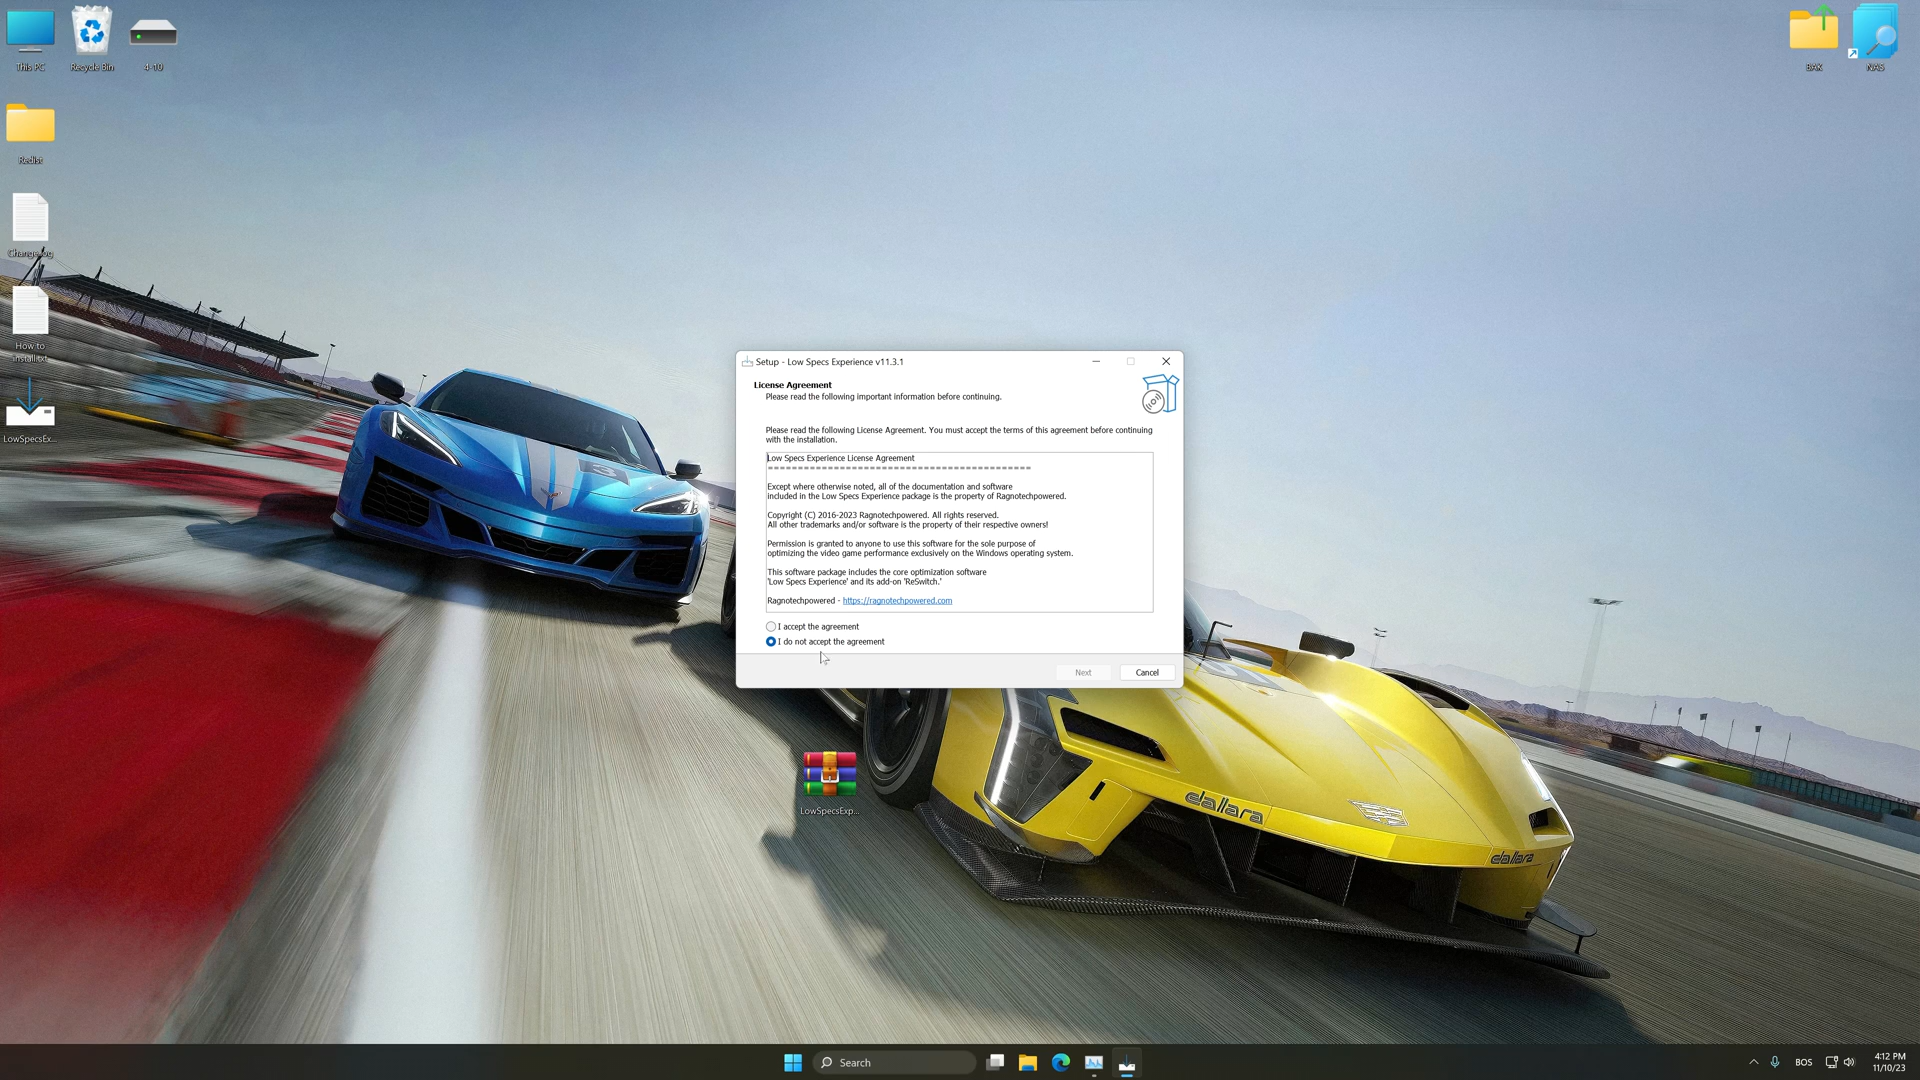 This PC
Recycle Bin
4-10
BAK
NAS
Redist
Changelog
How to
install.txt
LowSpecsEx...
Setup - Low Specs Experience v11.3.1
License Agreement
Please read the following important information before continuing.
Please read the following License Agreement. You must accept the terms of this agreement before continuing
with the installation.
Low Specs Experience License Agreement
============================================
Except where otherwise noted, all of the documentation and software
included in the Low Specs Experience package is the property of Ragnotechpowered.
Copyright (C) 2016-2023 Ragnotechpowered. All rights reserved.
All other trademarks and/or software is the property of their respective owners!
Permission is granted to anyone to use this software for the sole purpose of
optimizing the video game performance exclusively on the Windows operating system.
This software package includes the core optimization software
'Low Specs Experience' and its add-on 'ReSwitch.'
Ragnotechpowered - https://ragnotechpowered.com
I accept the agreement
I do not accept the agreement
Next
Cancel
3
LowSpecsExp...
dallara
dallara
Search
BOS
4:12 PM
11/10/23